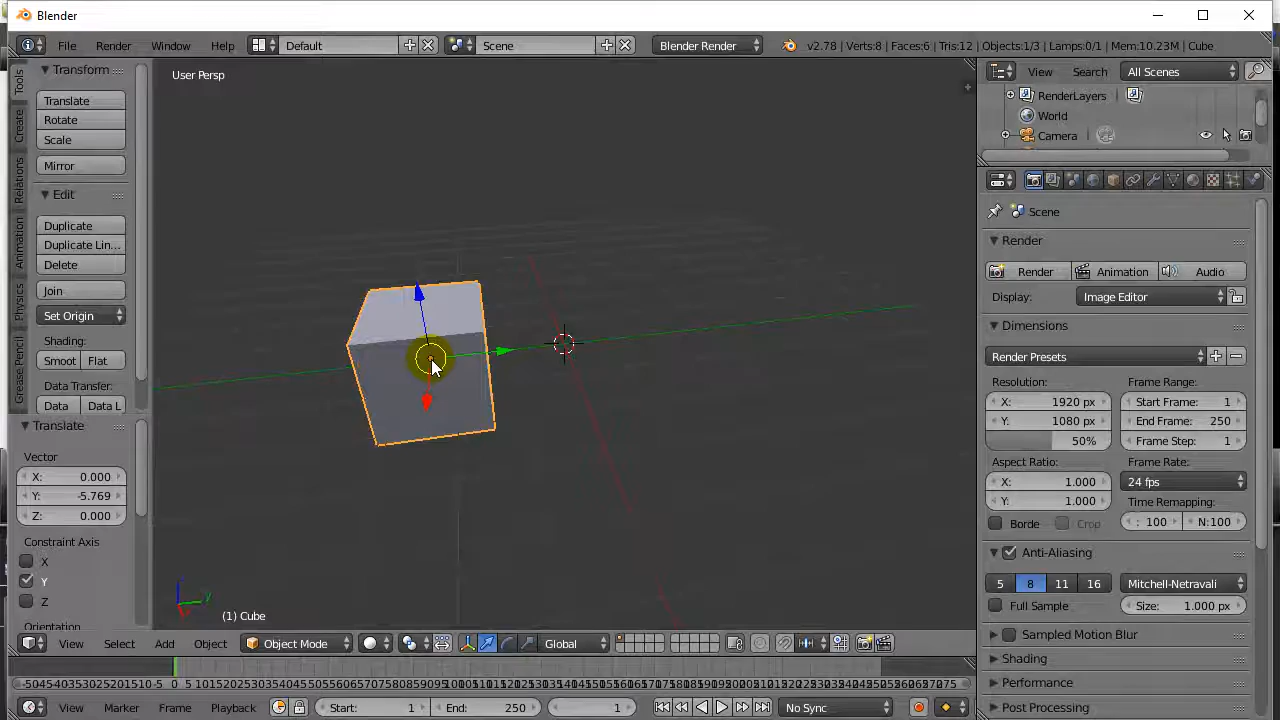 Blender
File Render Window Help Default Scene Blender Render v2.78 | Verts:8 | Faces:6 | Tris:12 | Objects:1/3 | Lamps:0/1 | Mem:10.23M | Cube
Tools
Create
Relations
Animation
Physics
Grease Pencil
Transform
Translate
Rotate
Scale
Mirror
Edit
Duplicate
Duplicate Lin...
Delete
Join
Set Origin
Shading:
Smoot Flat
Data Transfer:
Data Data L
Translate
Vector
X: 0.000
Y: -5.769
Z: 0.000
Constraint Axis
X
Y
Z
Orientation
User Persp
y
(1) Cube
View Select Add Object Object Mode Global
View Marker Frame Playback Start: 1 End: 250 1 No Sync
View Search All Scenes
RenderLayers
World
Camera
Scene
Render
Render Animation Audio
Display: Image Editor
Dimensions
Render Presets
Resolution: Frame Range:
X: 1920 px Start Frame: 1
Y: 1080 px End Frame: 250
50% Frame Step: 1
Aspect Ratio: Frame Rate:
X: 1.000 24 fps
Y: 1.000 Time Remapping:
Borde Crop : 100 N:100
Anti-Aliasing
5 8 11 16 Mitchell-Netravali
Full Sample Size: 1.000 px
Sampled Motion Blur
Shading
Performance
Post Processing